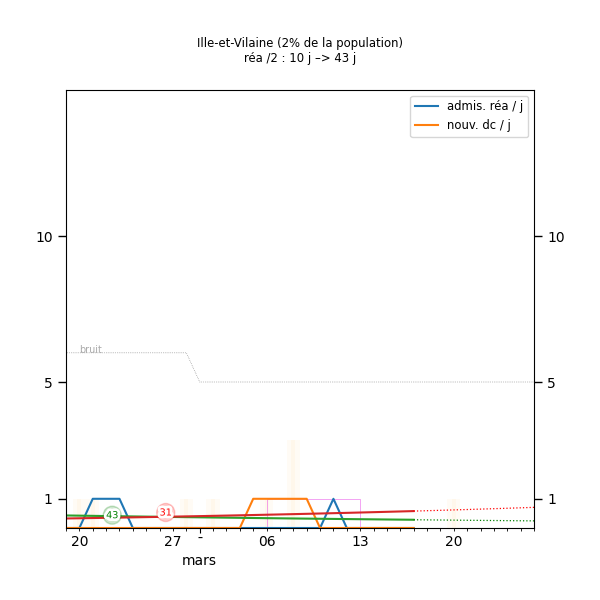 Ille-et-Vilaine (2% de la population)
réa /2 : 10 j –> 43 j
admis. réa / j
nouv. dc / j
10 10
bruit
5 5
1 1
43 31
20 27 - 06 13 20
mars